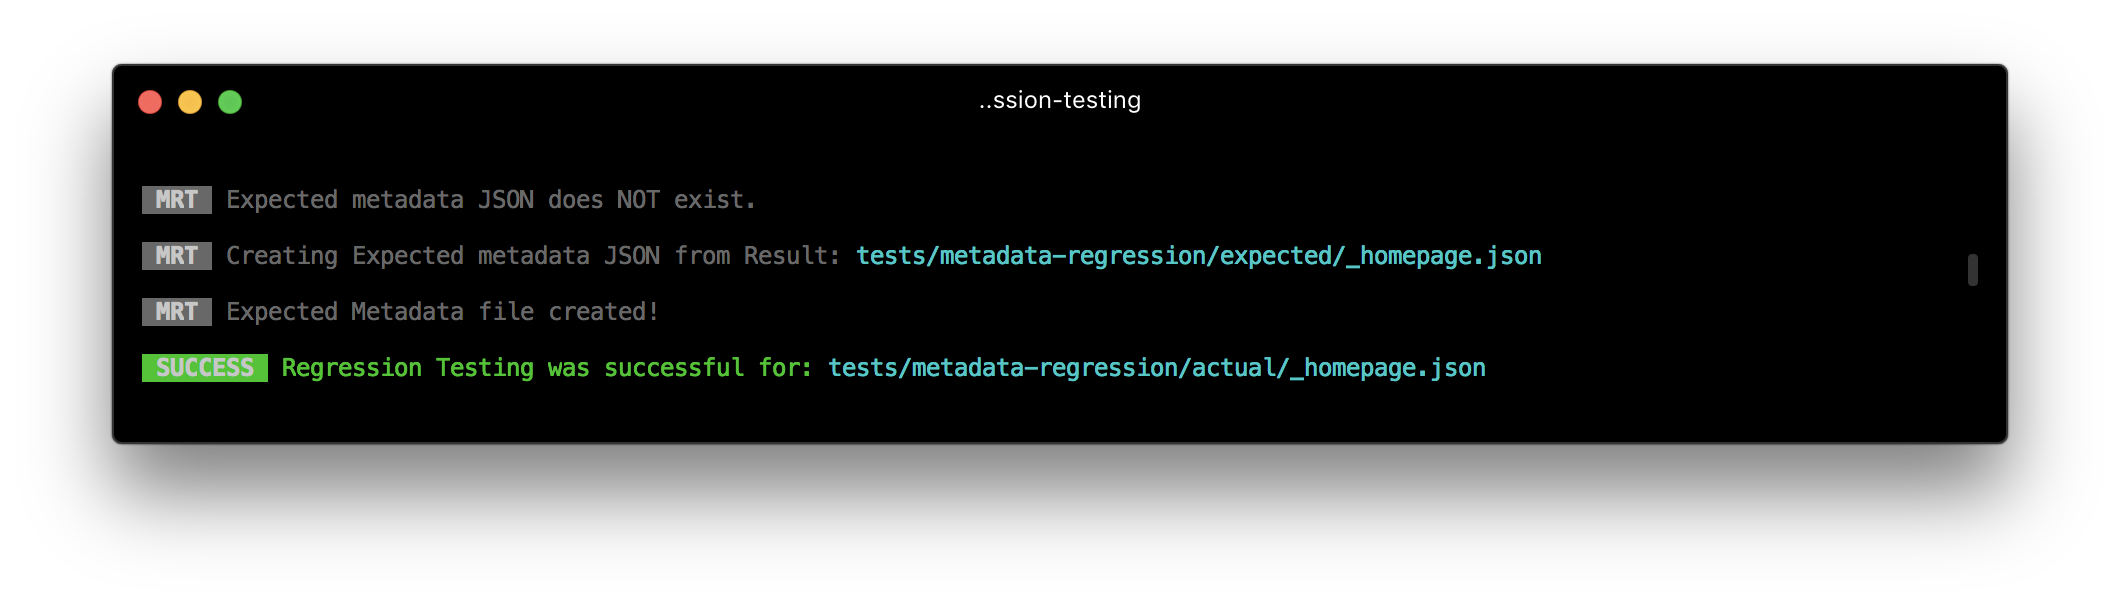 ..ssion-testing
MRT Expected metadata JSON does NOT exist.
MRT Creating Expected metadata JSON from Result: tests/metadata-regression/expected/_homepage.json
MRT Expected Metadata file created!
SUCCESS Regression Testing was successful for: tests/metadata-regression/actual/_homepage.json